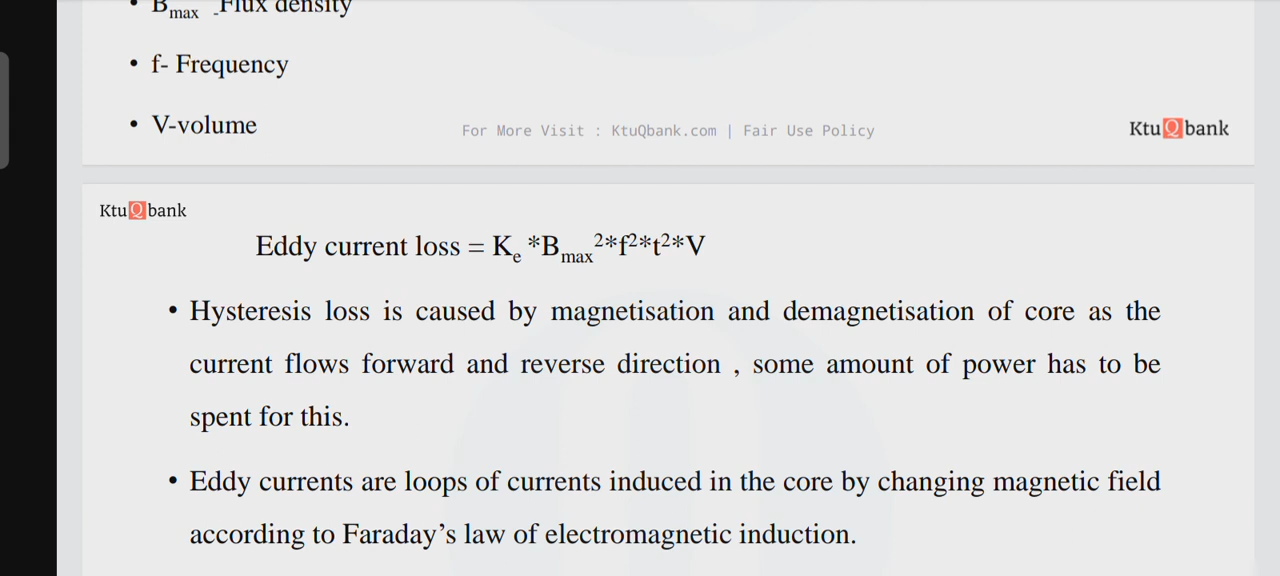 • Bmax -Flux density
• f- Frequency
• V-volume
For More Visit : KtuQbank.com | Fair Use Policy
KtuQbank
KtuQbank
Eddy current loss = Ke *Bmax²*f²*t²*V
• Hysteresis loss is caused by magnetisation and demagnetisation of core as the
current flows forward and reverse direction , some amount of power has to be
spent for this.
• Eddy currents are loops of currents induced in the core by changing magnetic field
according to Faraday’s law of electromagnetic induction.